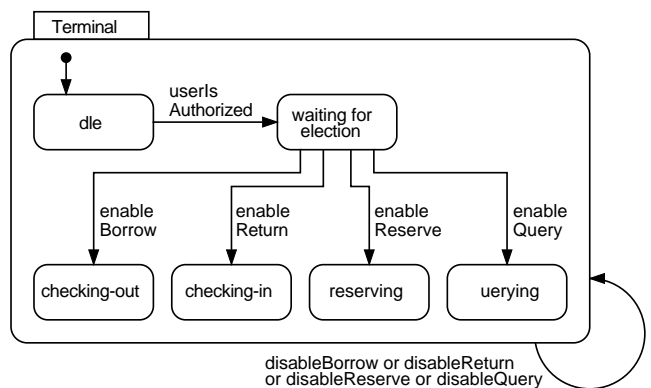 Terminal
userIs
Authorized
dle
waiting for
election
enable
Borrow
enable
Return
enable
Reserve
enable
Query
checking-out
checking-in
reserving
uerying
disableBorrow or disableReturn
or disableReserve or disableQuery